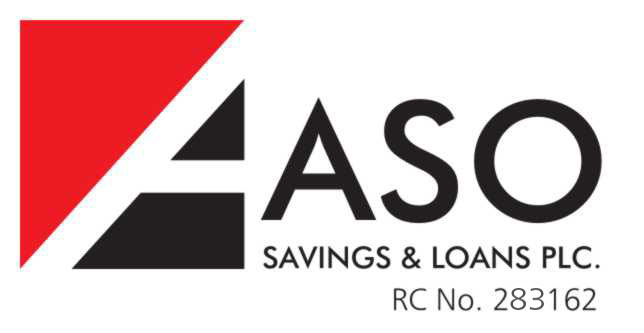 ASO
SAVINGS & LOANS PLC.
RC No. 283162